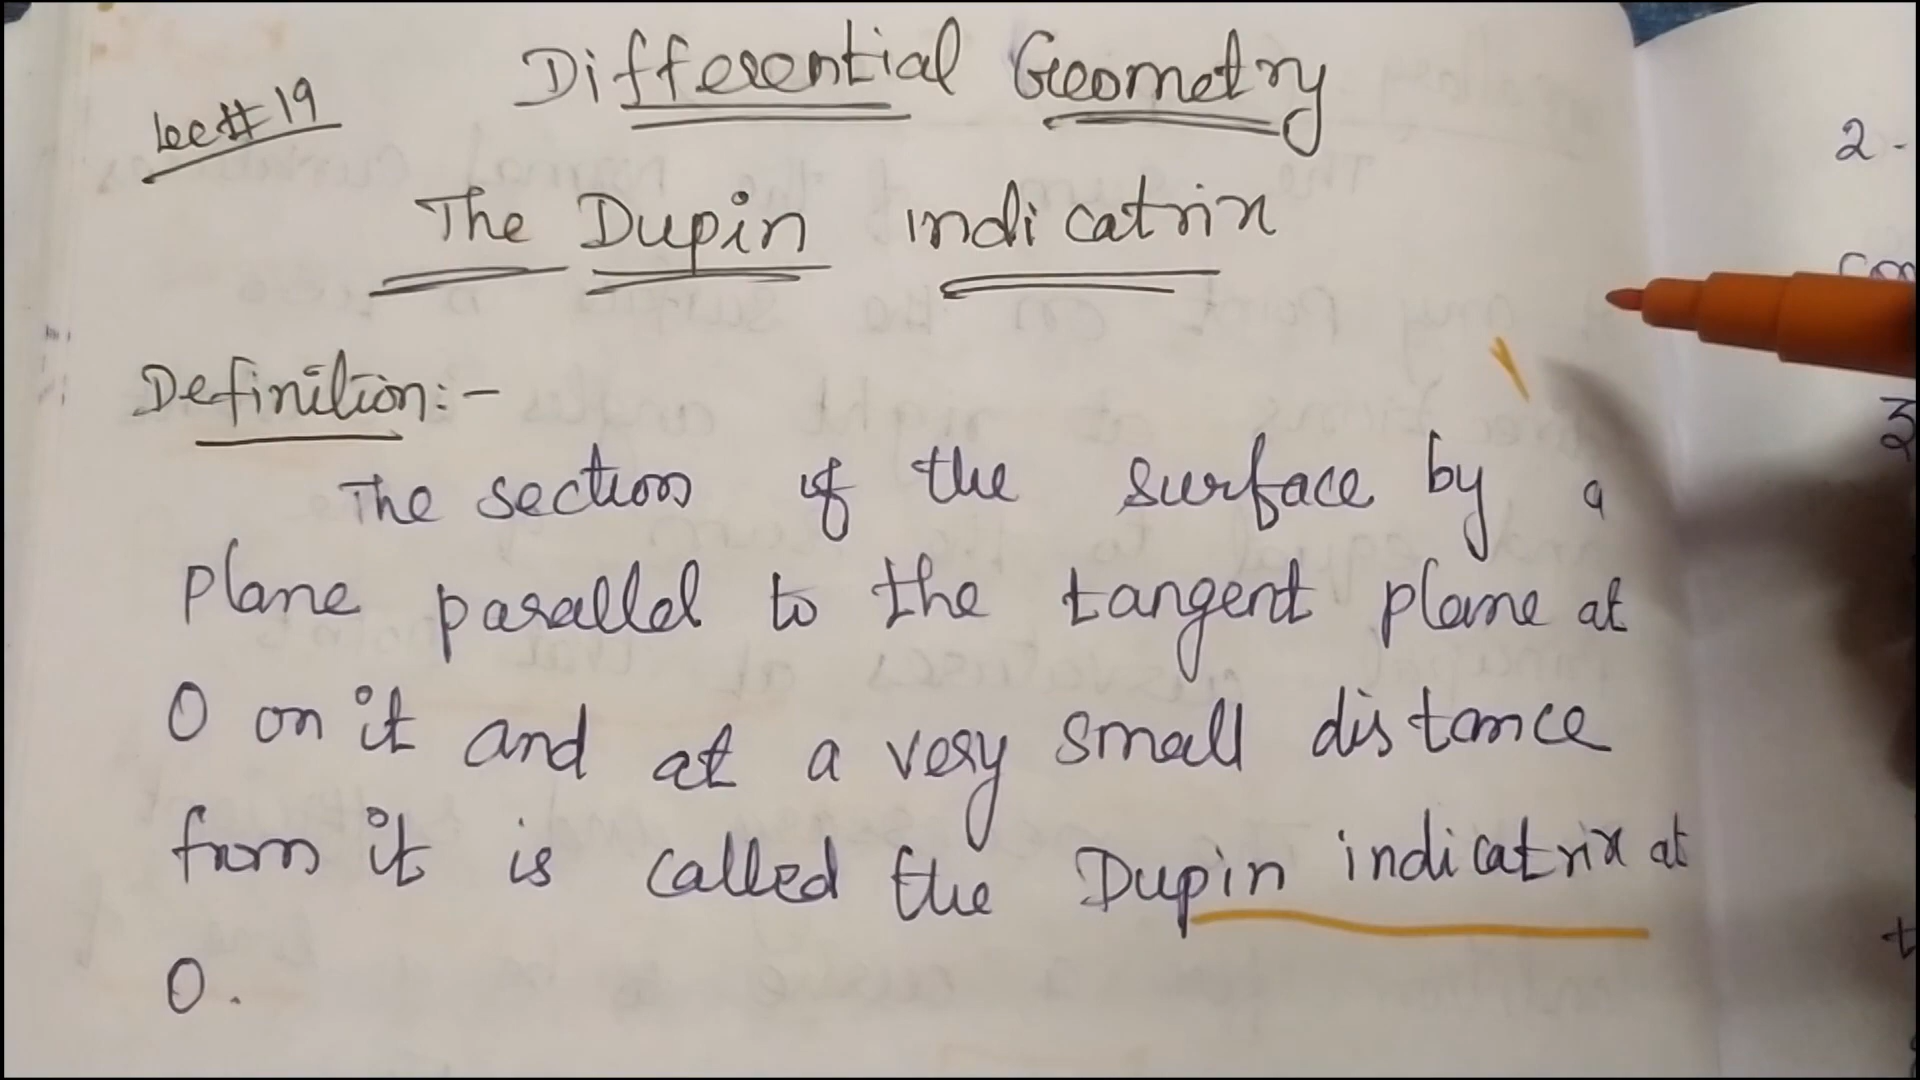 Lec#19
Differential Geometry
The Dupin indicatrix
Definition:-
The section of the surface by a
plane parallel to the tangent plane at
O on it and at a very small distance
from it is called the Dupin indicatrix at
O.
2-
3